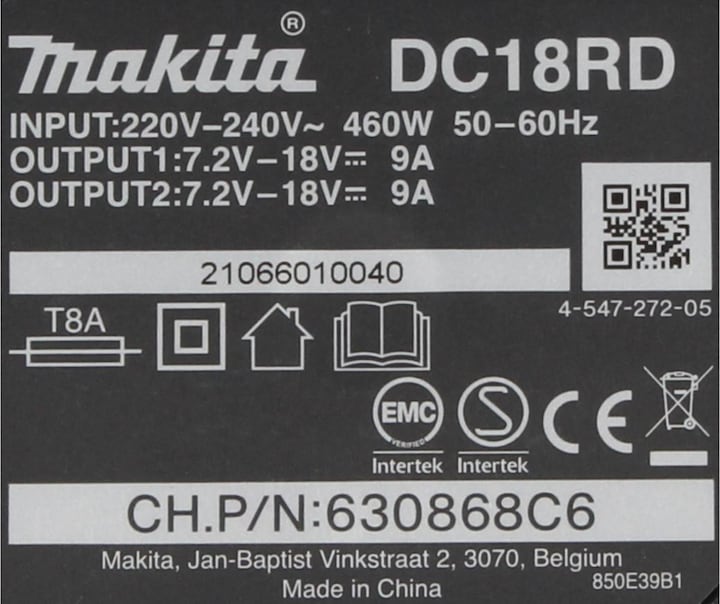 makita® DC18RD
INPUT:220V–240V~ 460W 50–60Hz
OUTPUT1:7.2V–18V⎓ 9A
OUTPUT2:7.2V–18V⎓ 9A
21066010040
4-547-272-05
T8A
EMC
VERIFIED
S
CE
Intertek Intertek
CH.P/N:630868C6
Makita, Jan-Baptist Vinkstraat 2, 3070, Belgium
Made in China 850E39B1